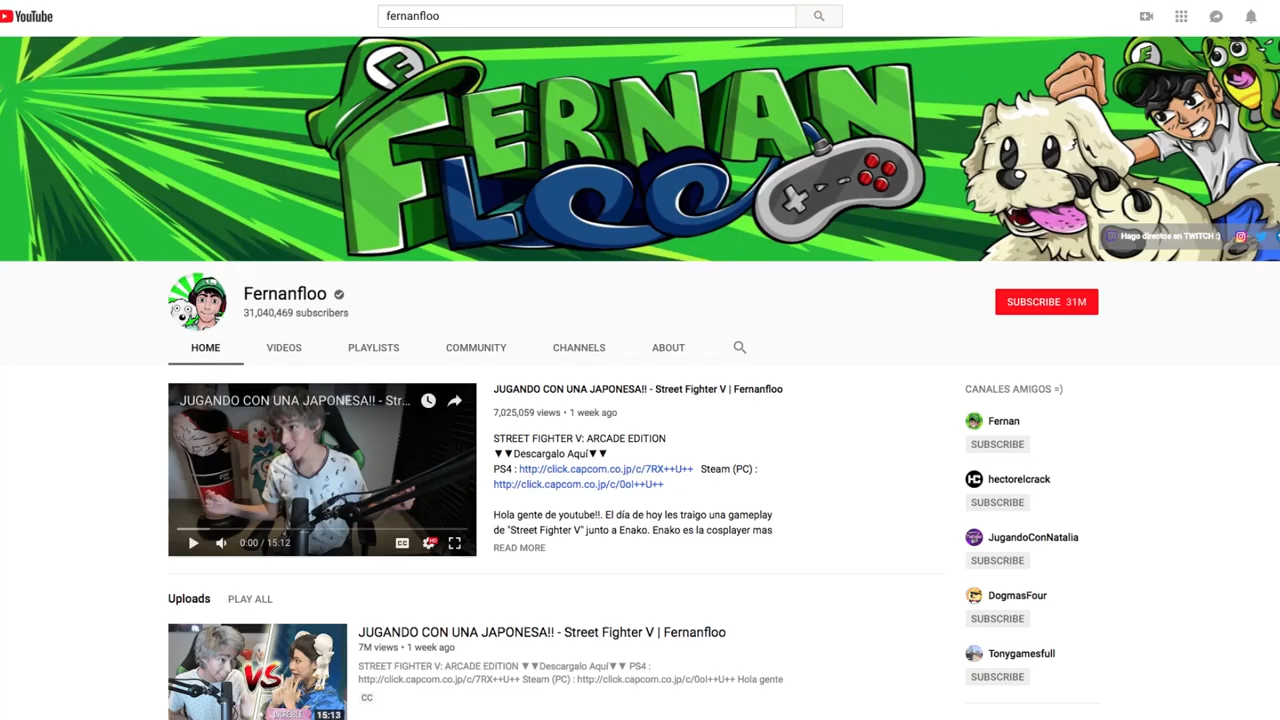 YouTube
fernanfloo
FERNAN
FLOO
Hago directos en TWITCH :)
Fernanfloo
31,040,469 subscribers
SUBSCRIBE 31M
HOME VIDEOS PLAYLISTS COMMUNITY CHANNELS ABOUT
JUGANDO CON UNA JAPONESA!! - Str...
0:00 / 15:12
CC
HD
JUGANDO CON UNA JAPONESA!! - Street Fighter V | Fernanfloo
7,025,059 views • 1 week ago
STREET FIGHTER V: ARCADE EDITION
▼▼Descargalo Aquí▼▼
PS4 : http://click.capcom.co.jp/c/7RX++U++ Steam (PC) :
http://click.capcom.co.jp/c/0oI++U++
Hola gente de youtube!!. El día de hoy les traigo una gameplay
de "Street Fighter V" junto a Enako. Enako es la cosplayer mas
READ MORE
CANALES AMIGOS =)
Fernan
SUBSCRIBE
HC
hectorelcrack
SUBSCRIBE
JugandoConNatalia
SUBSCRIBE
DogmasFour
SUBSCRIBE
Tonygamesfull
SUBSCRIBE
Uploads PLAY ALL
VS
INCREIBLE
15:13
JUGANDO CON UNA JAPONESA!! - Street Fighter V | Fernanfloo
7M views • 1 week ago
STREET FIGHTER V: ARCADE EDITION ▼▼Descargalo Aquí▼▼ PS4 :
http://click.capcom.co.jp/c/7RX++U++ Steam (PC) : http://click.capcom.co.jp/c/0oI++U++ Hola gente
CC